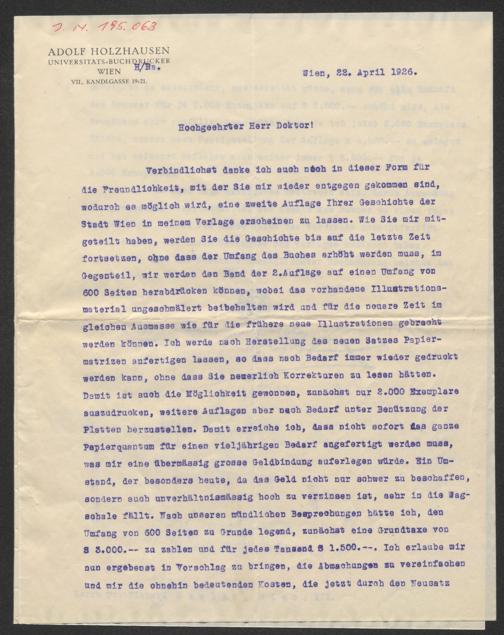 J. N. 195.063
ADOLF HOLZHAUSEN
UNIVERSITÄTS-BUCHDRUCKER
WIEN
VII., KANDLGASSE 19-21.
H/Ns.
Wien, 22. April 1926.
Hochgeehrter Herr Doktor!
Verbindlichst danke ich auch noch in dieser Form für
die Freundlichkeit, mit der Sie mir wieder entgegen gekommen sind,
wodurch es möglich wird, eine zweite Auflage Ihrer Geschichte der
Stadt Wien in meinem Verlage erscheinen zu lassen. Wie Sie mir mit-
geteilt haben, werden Sie die Geschichte bis auf die letzte Zeit
fortsetzen, ohne dass der Umfang des Buches erhöht werden muss, im
Gegenteil, wir werden den Band der 2.Auflage auf einen Umfang von
600 Seiten herabdrücken können, wobei das vorhandene Illustrations-
material ungeschmälert beibehalten wird und für die neuere Zeit im
gleichen Ausmasse wie für die frühere neue Illustrationen gebracht
werden können. Ich werde nach Herstellung des neuen Satzes Papier-
matrizen anfertigen lassen, so dass nach Bedarf immer wieder gedruckt
werden kann, ohne dass Sie neuerlich Korrekturen zu lesen hätten.
Damit ist auch die Möglichkeit gewonnen, zunächst nur 2.000 Exemplare
auszudrucken, weitere Auflagen aber nach Bedarf unter Benützung der
Platten herzustellen. Damit erreiche ich, dass nicht sofort das ganze
Papierquantum für einen vieljährigen Bedarf angefertigt werden muss,
was mir eine übermässig grosse Geldbindung auferlegen würde. Ein Um-
stand, der besonders heute, da das Geld nicht nur schwer zu beschaffen,
sondern auch unverhältnismässig hoch zu verzinsen ist, sehr in die Wag-
schale fällt. Nach unseren mündlichen Besprechungen hätte ich, den
Umfang von 600 Seiten zu Grunde legend, zunächst eine Grundtaxe von
S 3.000.-- zu zahlen und für jedes Tausend S 1.500.--. Ich erlaube mir
nun ergebenst in Vorschlag zu bringen, die Abmachungen zu vereinfachen
und mir die ohnehin bedeutenden Kosten, die jetzt durch den Neusatz